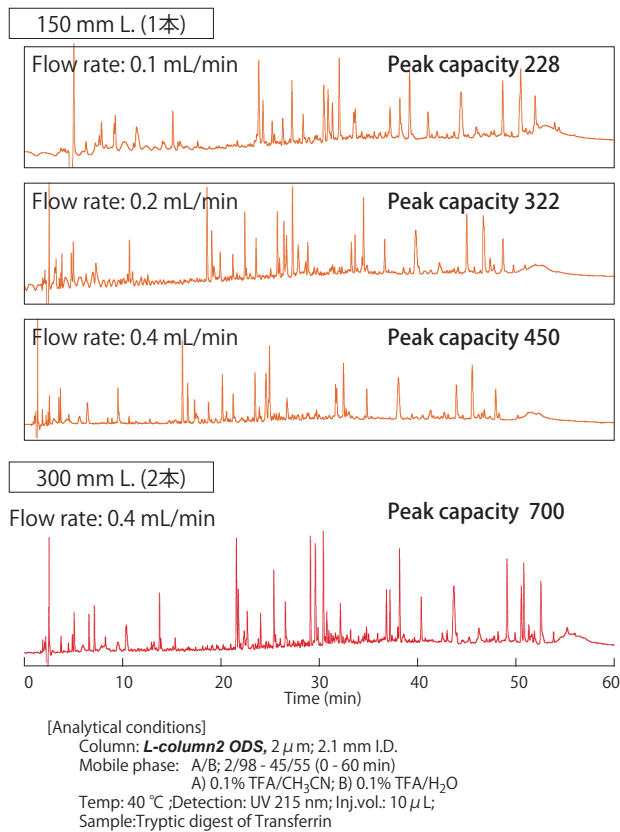 150 mm L. (1本)
Flow rate: 0.1 mL/min
Peak capacity 228
Flow rate: 0.2 mL/min
Peak capacity 322
Flow rate: 0.4 mL/min
Peak capacity 450
300 mm L. (2本)
Flow rate: 0.4 mL/min
Peak capacity 700
0 10 20 30 40 50 60
Time (min)
[Analytical conditions]
Column: L-column2 ODS, 2 μm; 2.1 mm I.D.
Mobile phase: A/B; 2/98 - 45/55 (0 - 60 min)
A) 0.1% TFA/CH₃CN; B) 0.1% TFA/H₂O
Temp: 40 ℃ ;Detection: UV 215 nm; Inj.vol.: 10 μL;
Sample:Tryptic digest of Transferrin